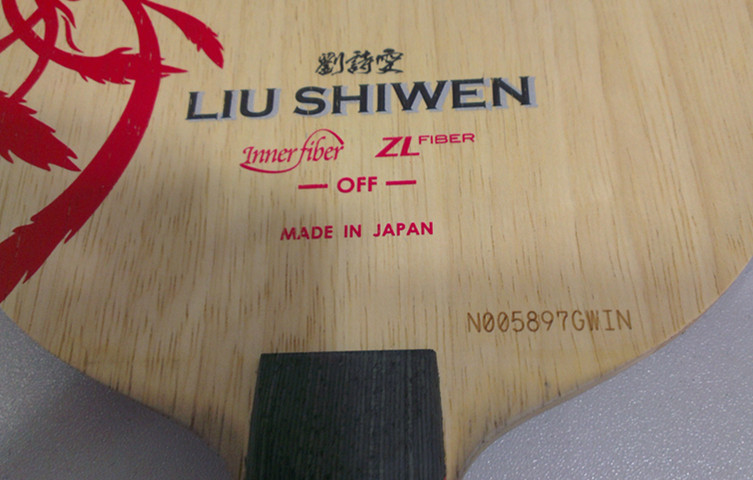 劉詩雯
LIU SHIWEN
Innerfiber ZL FIBER
— OFF —
MADE IN JAPAN
N005897GWIN